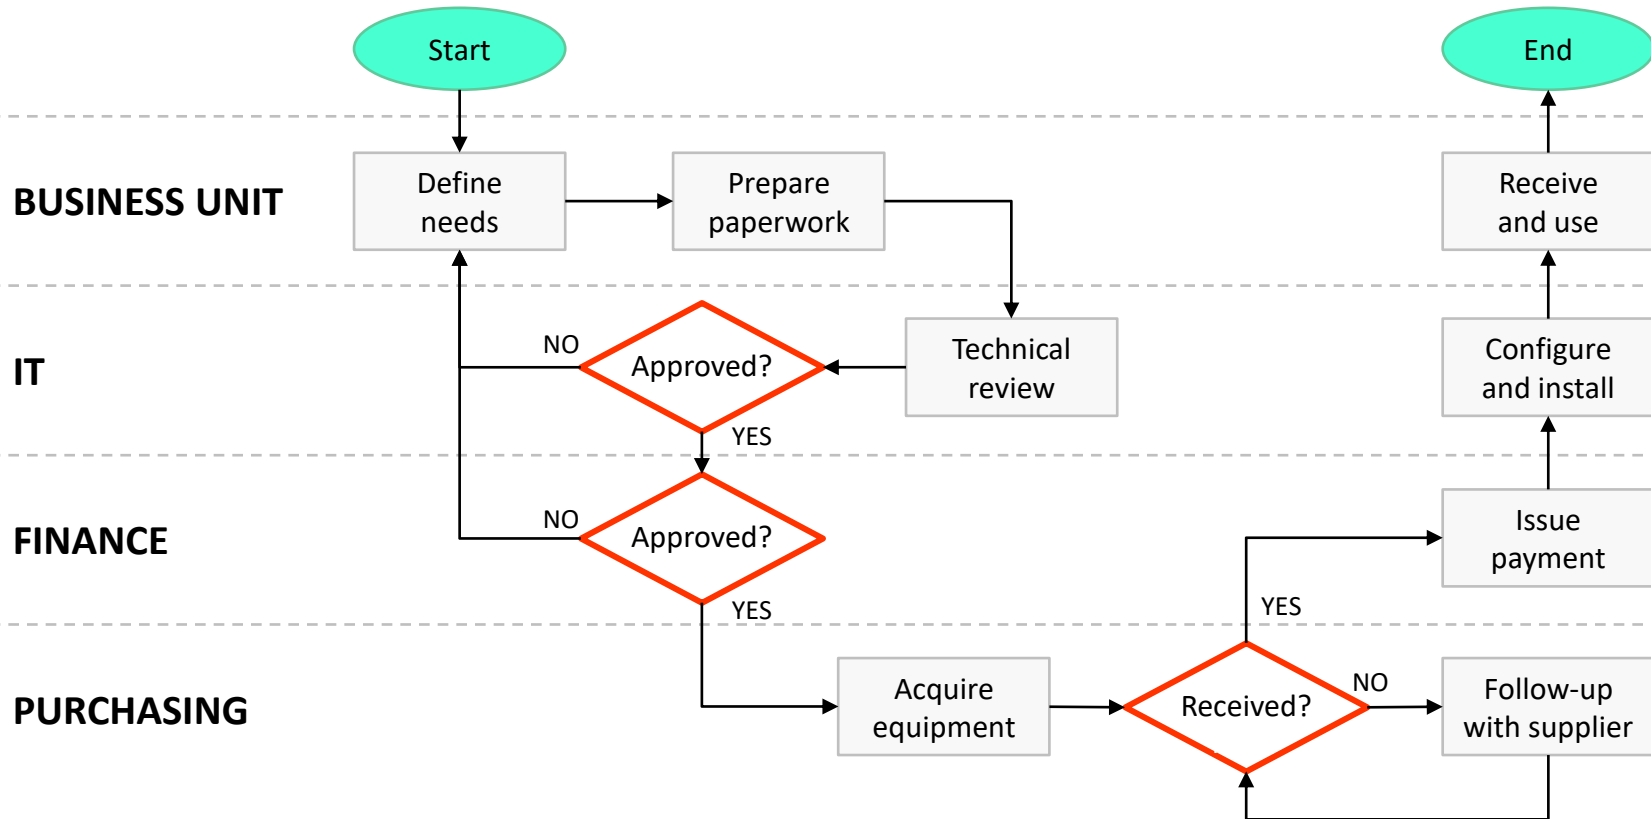 Start
End
BUSINESS UNIT
Define
needs
Prepare
paperwork
Receive
and use
IT
NO
Approved?
Technical
review
Configure
and install
YES
FINANCE
NO
Approved?
Issue
payment
YES
YES
PURCHASING
Acquire
equipment
Received?
NO
Follow-up
with supplier